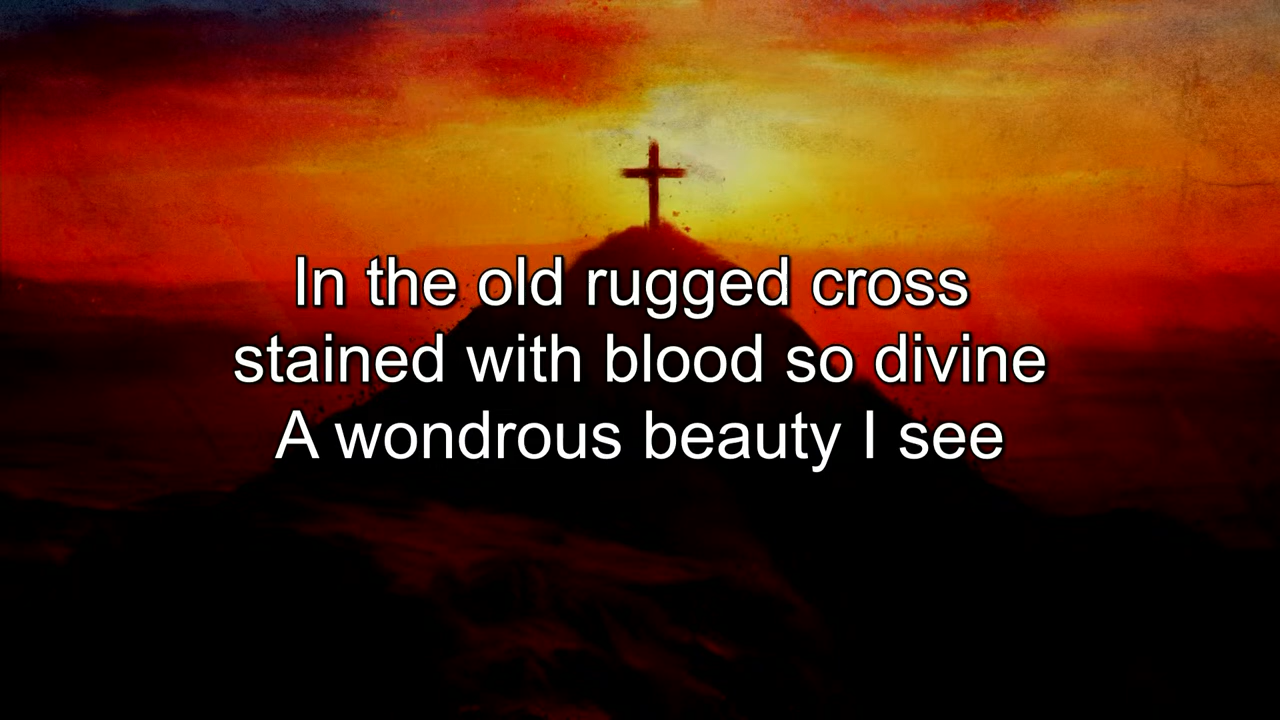 In the old rugged cross
stained with blood so divine
A wondrous beauty I see